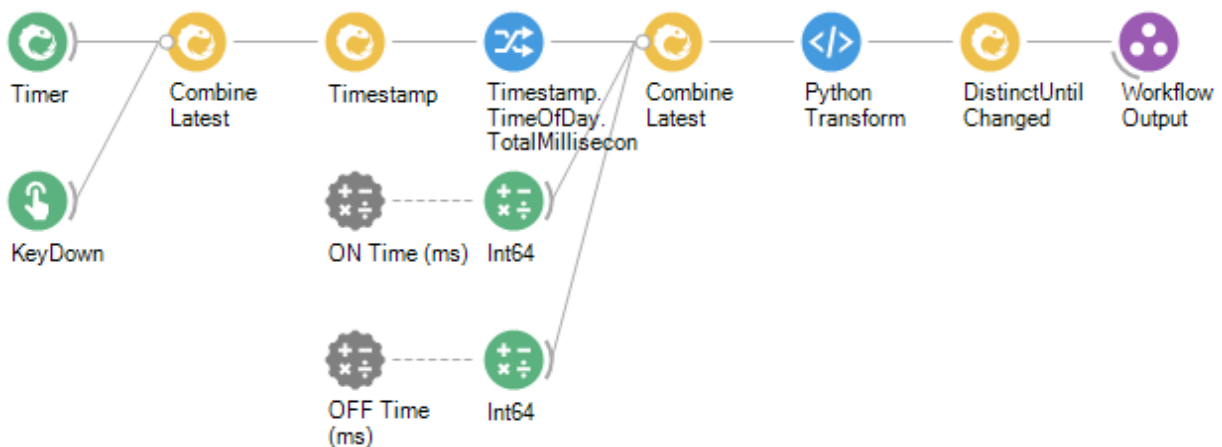 Timer
Combine
Latest
Timestamp
Timestamp.
TimeOfDay.
TotalMillisecon
Combine
Latest
Python
Transform
DistinctUntil
Changed
Workflow
Output
KeyDown
ON Time (ms)
Int64
OFF Time
(ms)
Int64